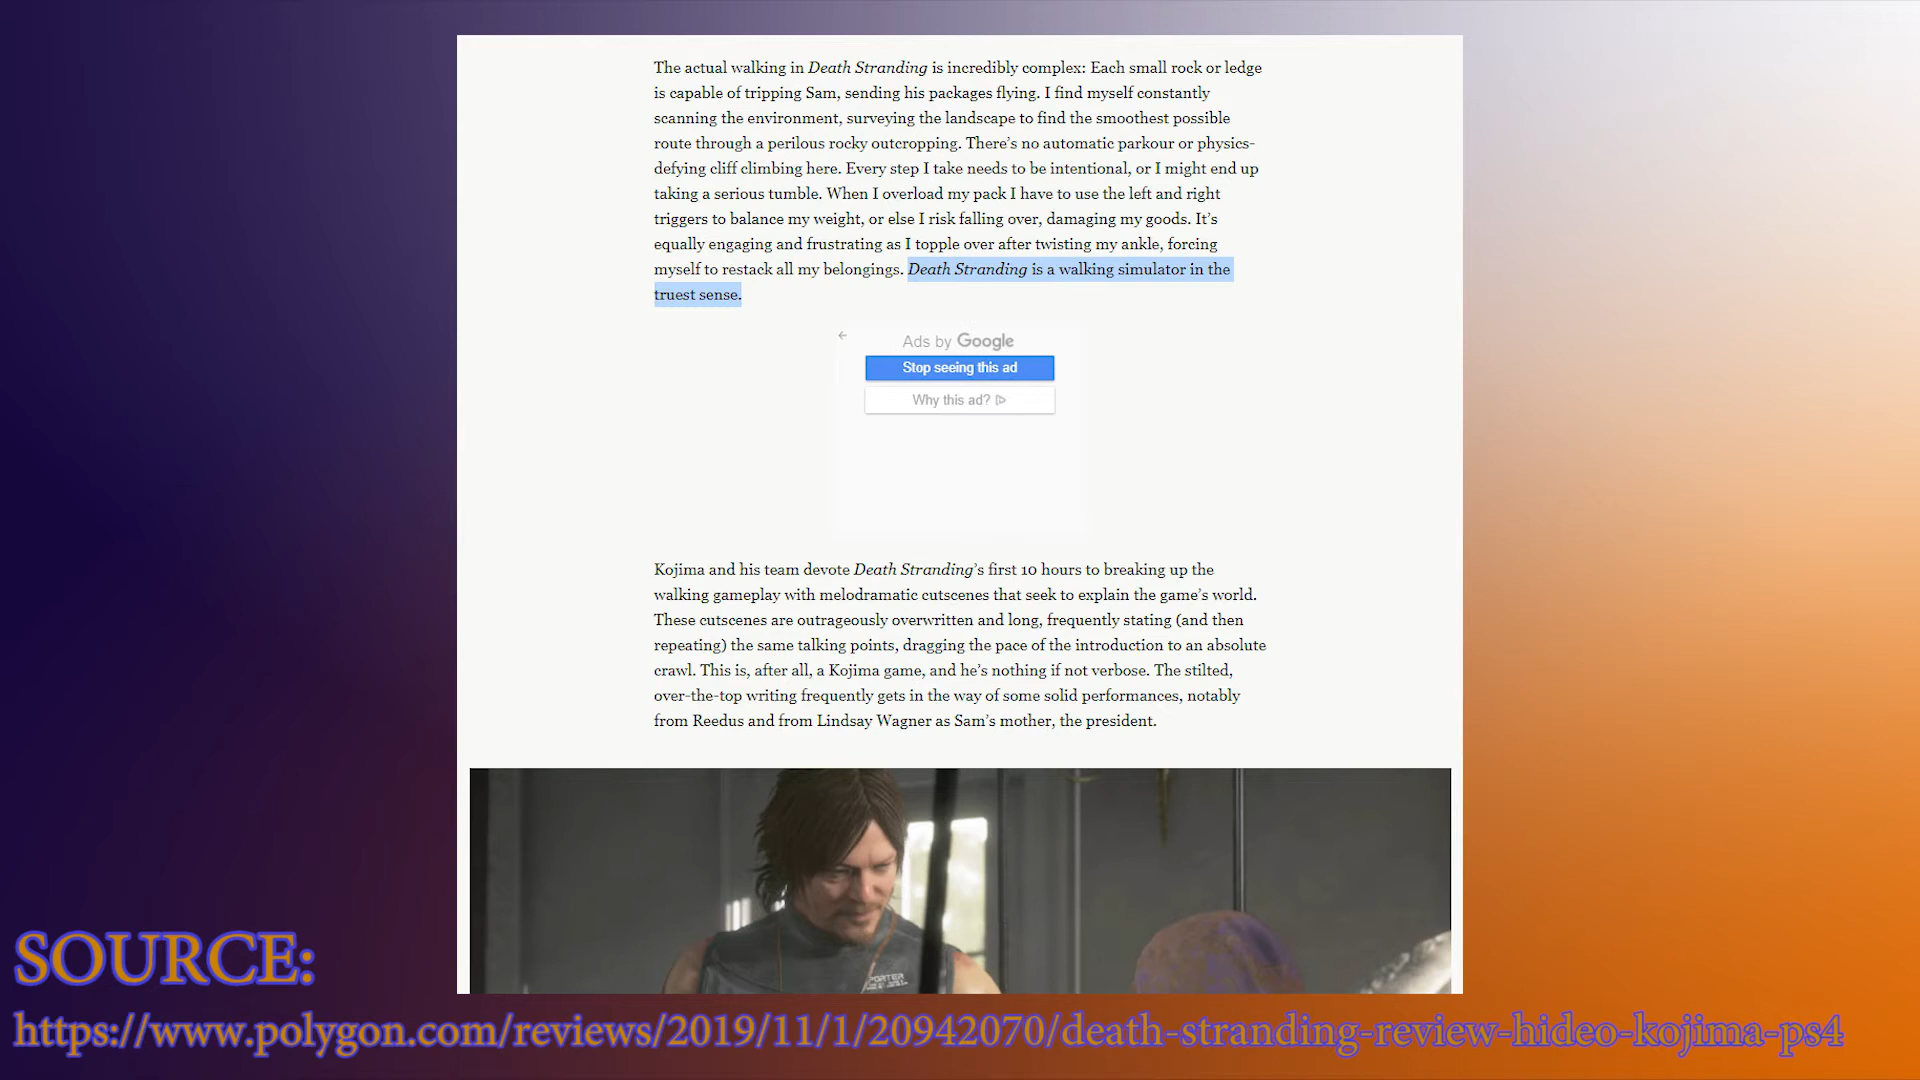 The actual walking in Death Stranding is incredibly complex: Each small rock or ledge
is capable of tripping Sam, sending his packages flying. I find myself constantly
scanning the environment, surveying the landscape to find the smoothest possible
route through a perilous rocky outcropping. There’s no automatic parkour or physics-
defying cliff climbing here. Every step I take needs to be intentional, or I might end up
taking a serious tumble. When I overload my pack I have to use the left and right
triggers to balance my weight, or else I risk falling over, damaging my goods. It’s
equally engaging and frustrating as I topple over after twisting my ankle, forcing
myself to restack all my belongings. Death Stranding is a walking simulator in the
truest sense.
Ads by Google
Stop seeing this ad
Why this ad?
Kojima and his team devote Death Stranding’s first 10 hours to breaking up the
walking gameplay with melodramatic cutscenes that seek to explain the game’s world.
These cutscenes are outrageously overwritten and long, frequently stating (and then
repeating) the same talking points, dragging the pace of the introduction to an absolute
crawl. This is, after all, a Kojima game, and he’s nothing if not verbose. The stilted,
over-the-top writing frequently gets in the way of some solid performances, notably
from Reedus and from Lindsay Wagner as Sam’s mother, the president.
PORTER
SOURCE:
https://www.polygon.com/reviews/2019/11/1/20942070/death-stranding-review-hideo-kojima-ps4